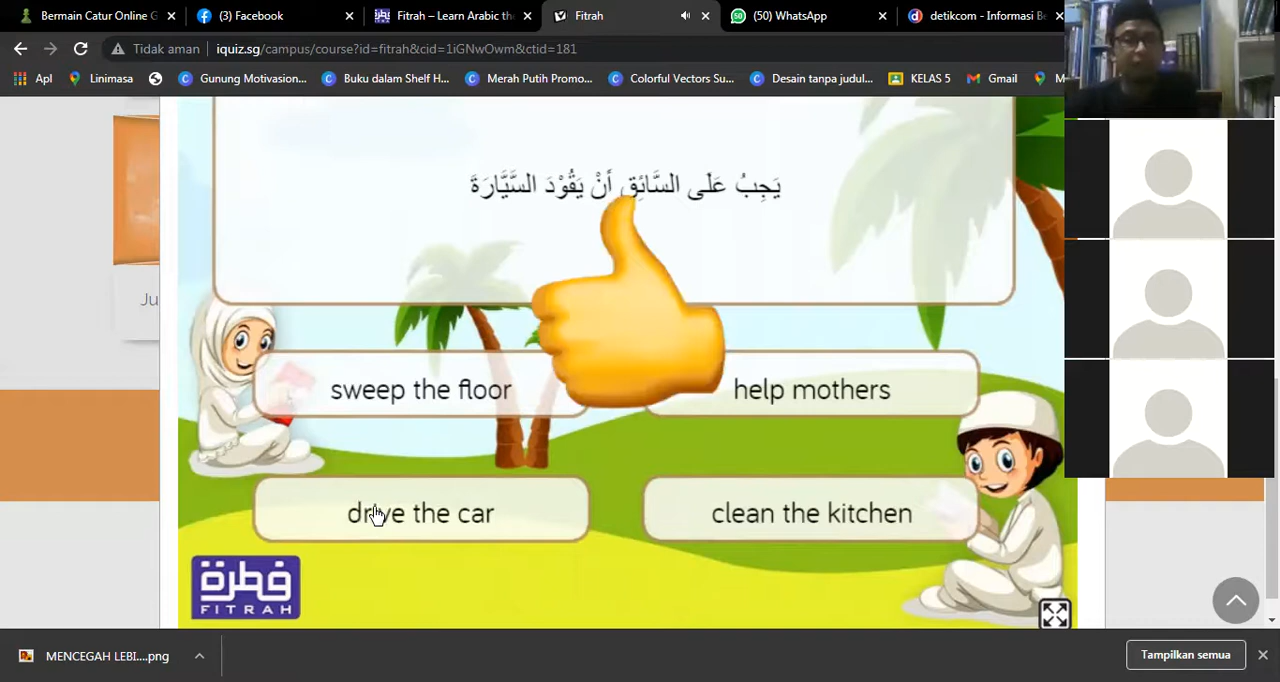 Bermain Catur Online G
(3) Facebook
Fitrah – Learn Arabic the
Fitrah
(50) WhatsApp
detikcom - Informasi Be
Tidak aman
iquiz.sg/campus/course?id=fitrah&cid=1iGNwOwm&ctid=181
Apl
Linimasa
Gunung Motivasion...
Buku dalam Shelf H...
Merah Putih Promo...
Colorful Vectors Su...
Desain tanpa judul...
KELAS 5
Gmail
M
يَجِبُ عَلَى السَّائِقِ أَنْ يَقُوْدَ السَّيَّارَةَ
Ju
sweep the floor
help mothers
drive the car
clean the kitchen
فطرة
FITRAH
MENCEGAH LEBI....png
Tampilkan semua